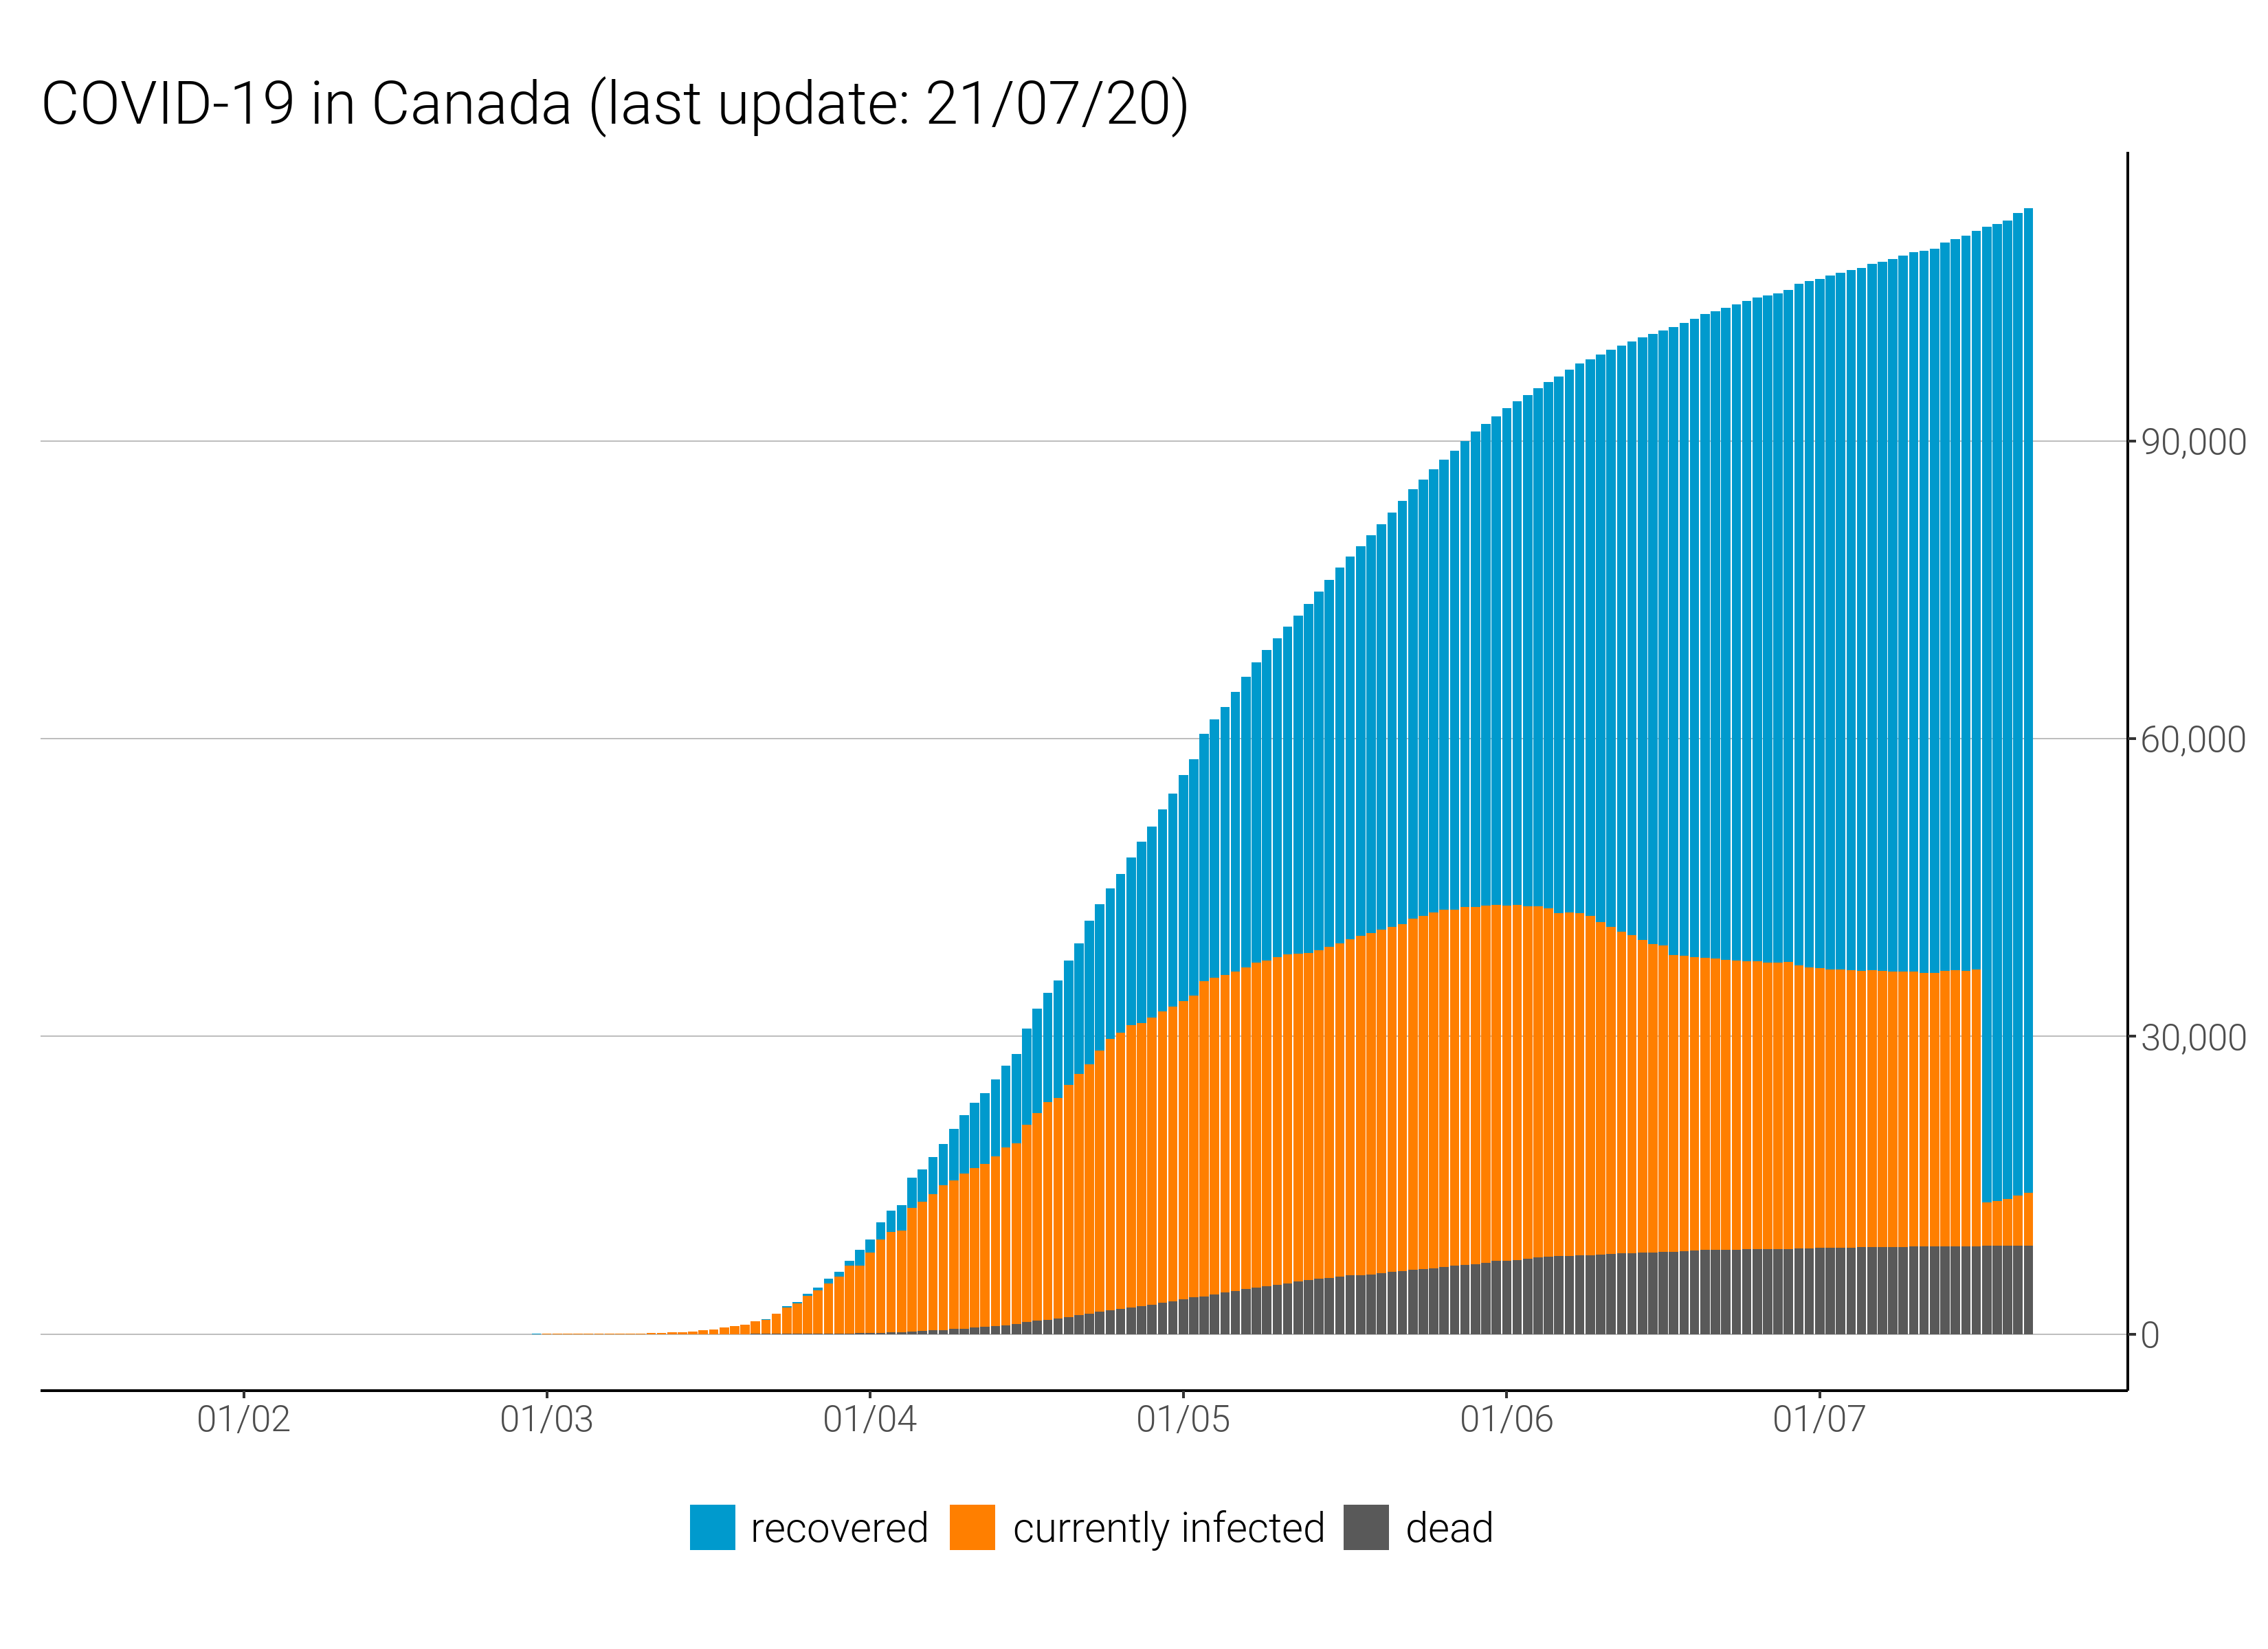 COVID-19 in Canada (last update: 21/07/20)
90,000
60,000
30,000
0
01/02 01/03 01/04 01/05 01/06 01/07
recovered currently infected dead